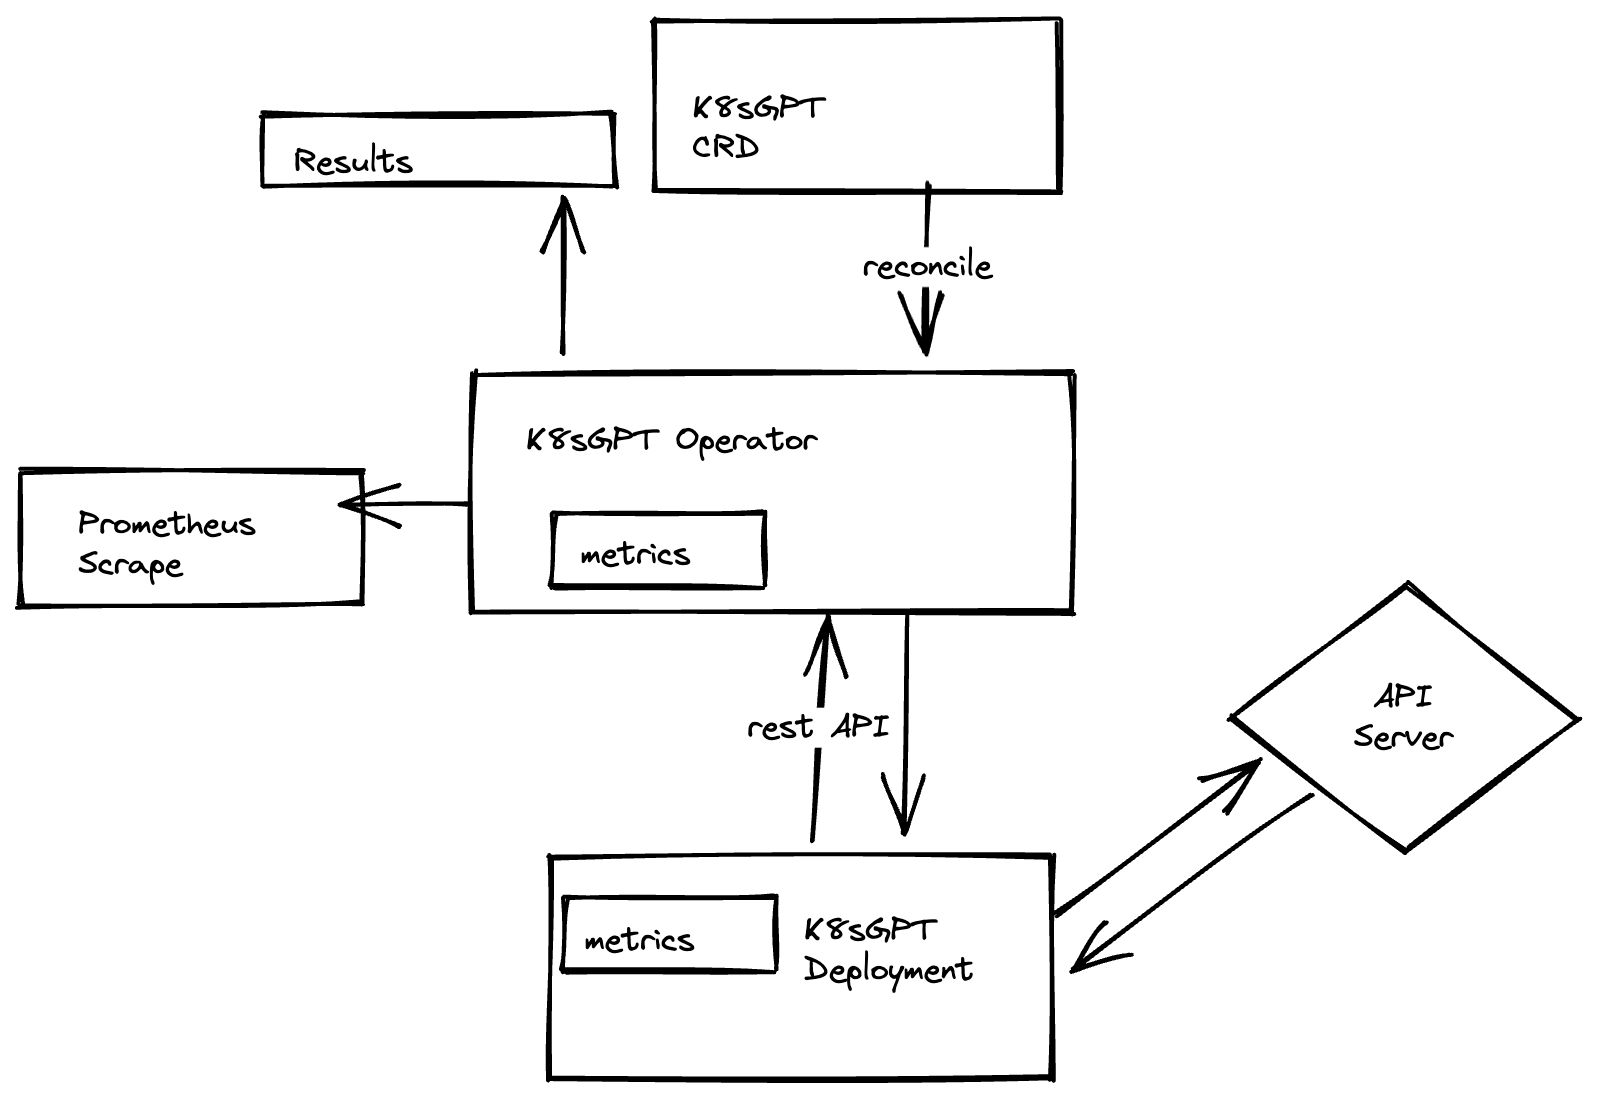 K8sGPT
CRD
Results
reconcile
K8sGPT Operator
Prometheus
Scrape
metrics
rest API
API
Server
metrics
K8sGPT
Deployment